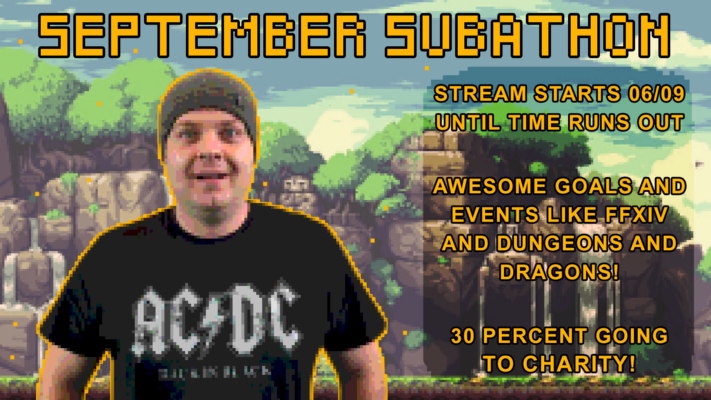 SEPTEMBER SUBATHON
STREAM STARTS 06/09
UNTIL TIME RUNS OUT
AWESOME GOALS AND
EVENTS LIKE FFXIV
AND DUNGEONS AND
DRAGONS!
30 PERCENT GOING
TO CHARITY!
AC⚡DC
BACK IN BLACK